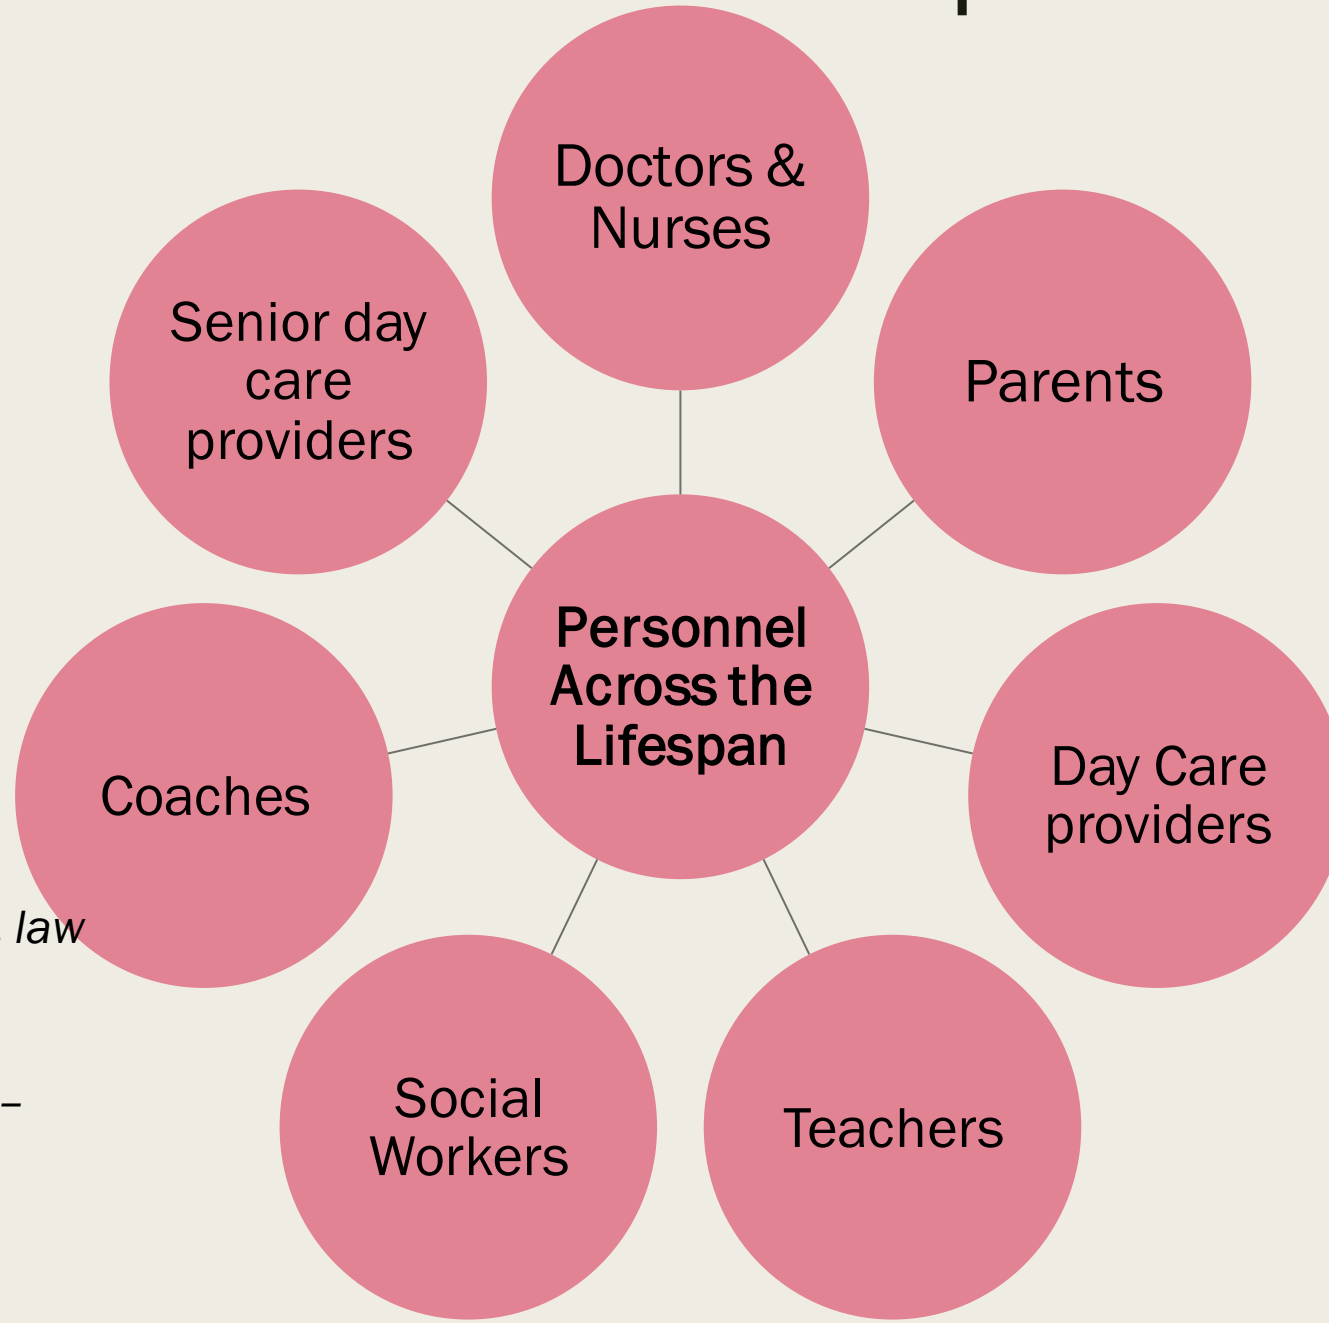 Doctors &
Nurses
Parents
Day Care
providers
Teachers
Social
Workers
Coaches
Senior day
care
providers
Personnel
Across the
Lifespan
law
–